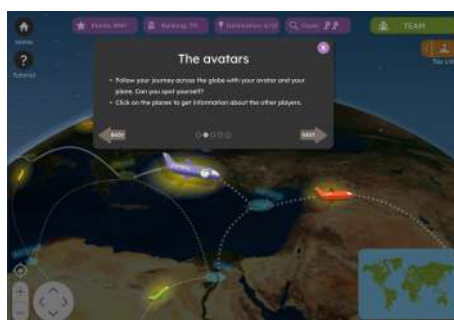 Home
?
Tutorial
TEAM
The avatars
Follow your journey across the globe with your avatar and your
plane. Can you spot yourself?
Click on the planes to get information about the other players.
BACK
NEXT